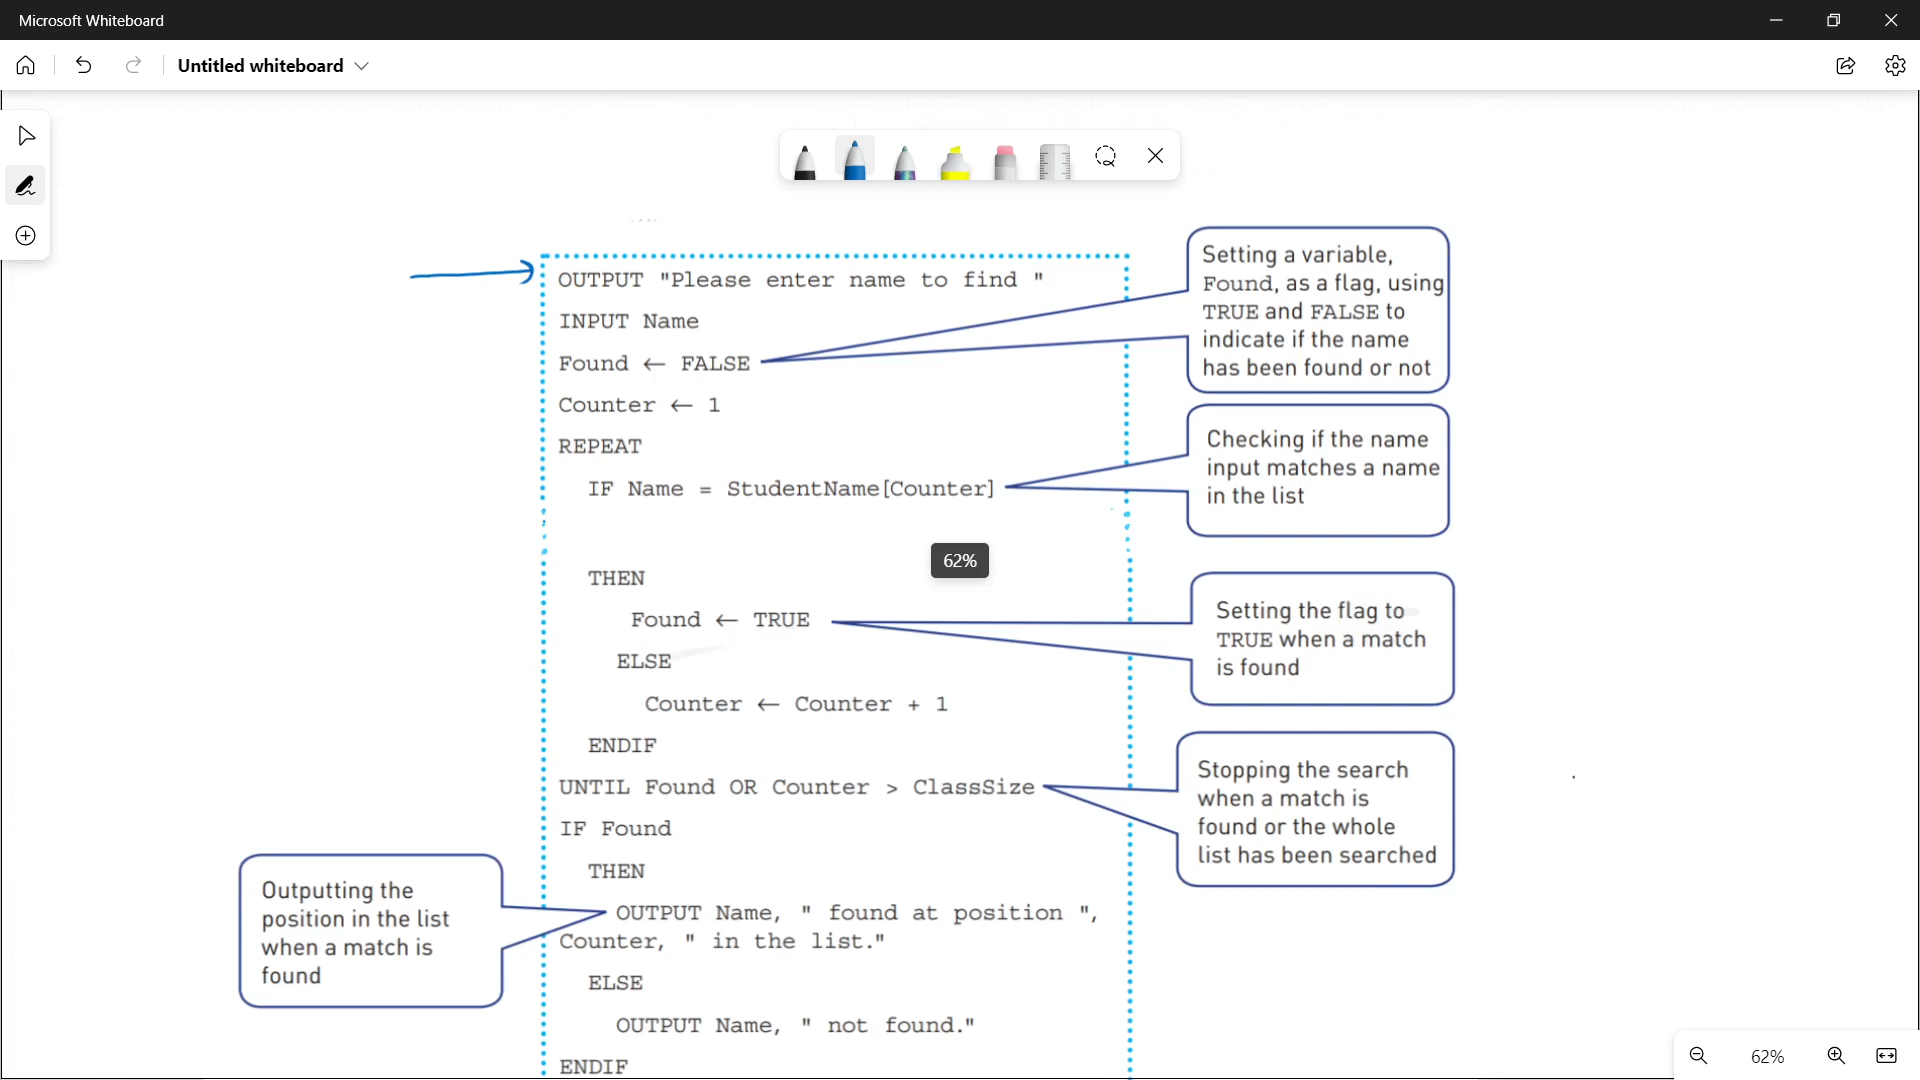 Microsoft Whiteboard
Untitled whiteboard
OUTPUT "Please enter name to find "
INPUT Name
Found ← FALSE
Counter ← 1
REPEAT
IF Name = StudentName[Counter]
THEN
Found ← TRUE
ELSE
Counter ← Counter + 1
ENDIF
UNTIL Found OR Counter > ClassSize
IF Found
THEN
OUTPUT Name, " found at position ",
Counter, " in the list."
ELSE
OUTPUT Name, " not found."
ENDIF
Setting a variable,
Found, as a flag, using
TRUE and FALSE to
indicate if the name
has been found or not
Checking if the name
input matches a name
in the list
62%
Setting the flag to
TRUE when a match
is found
Stopping the search
when a match is
found or the whole
list has been searched
Outputting the
position in the list
when a match is
found
62%